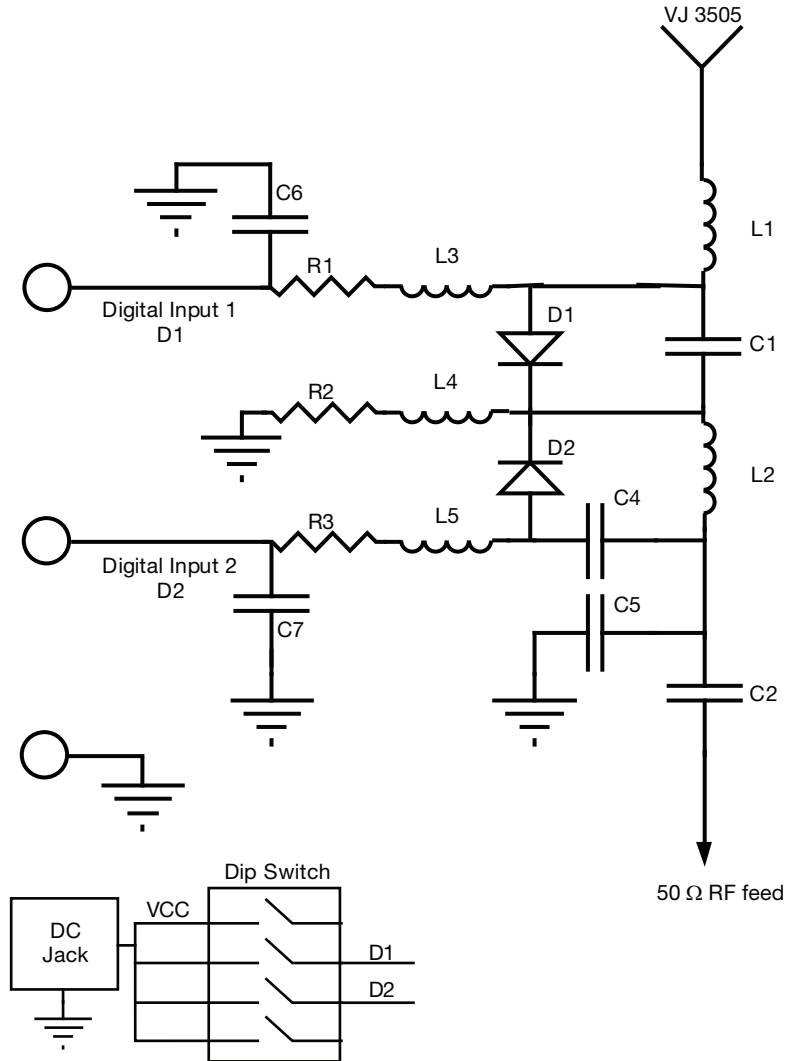 VJ 3505
C6
L1
R1
L3
Digital Input 1
D1
D1
C1
R2
L4
D2
L2
R3
L5
C4
Digital Input 2
D2
C5
C7
C2
50 Ω RF feed
Dip Switch
VCC
DC
Jack
D1
D2